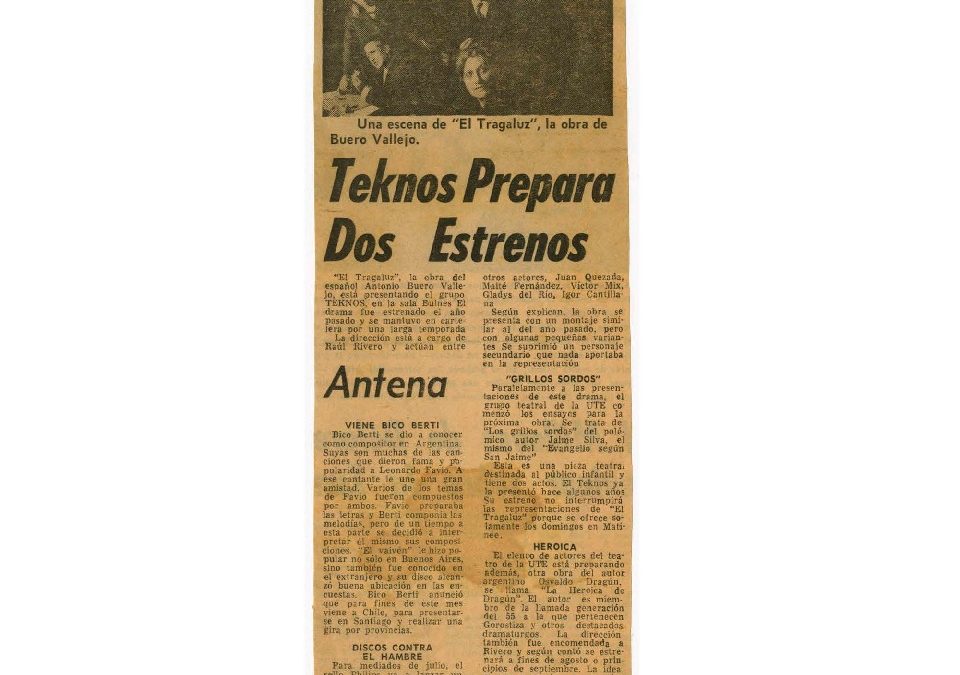 Una escena de "El Tragaluz", la obra de
Buero Vallejo.
Teknos Prepara
Dos Estrenos
"El Tragaluz", la obra del
español Antonio Buero Valle-
jo, está presentando el grupo
TEKNOS, en la sala Bulnes El
drama fue estrenado el año
pasado y se mantuvo en carte-
lera por una larga temporada
La dirección está a cargo de
Raúl Rivero y actúan entre
otros actores, Juan Quezada,
Maité Fernández, Víctor Mix,
Gladys del Río, Igor Cantilla-
na
Según explican, la obra se
presenta con un montaje simi-
lar al del año pasado, pero
con algunas pequeñas varian-
tes Se suprimió un personaje
secundario que nada aportaba
en la representación
"GRILLOS SORDOS"
Paralelamente a las presen-
taciones de este drama, el
grupo teatral de la UTE co-
menzó los ensayos para la
próxima obra. Se trata de
"Los grillos sordos" del polé-
mico autor Jaime Silva, el
mismo del "Evangelio según
San Jaime"
Esta es una pieza teatral
destinada al público infantil y
tiene dos actos. El Teknos ya
la presentó hace algunos años
Su estreno no interrumpirá
las representaciones de "El
Tragaluz" porque se ofrece so-
lamente los domingos en Mati-
née.
HEROICA
El elenco de actores del tea-
tro de la UTE está preparando
además, otra obra del autor
argentino Osvaldo Dragún,
se llama "La Heroica de
Dragún". El autor es miem-
bro de la llamada generación
del 55 a la que pertenecen
Gorostiza y otros destacados
dramaturgos. La dirección
también fue encomendada a
Rivero y según contó se estre-
nará a fines de agosto o prin-
cipios de septiembre. La idea
Antena
VIENE BICO BERTI
Bico Berti se dio a conocer
como compositor en Argentina.
Suyas son muchas de las can-
ciones que dieron fama y po-
pularidad a Leonardo Favio. A
ese cantante le une una gran
amistad. Varios de los temas
de Favio fueron compuestos
por ambos. Favio preparaba
las letras y Berti componía las
melodías, pero de un tiempo a
esta parte se decidió a inter-
pretar él mismo sus composi-
ciones. "El vaivén" le hizo po-
pular no sólo en Buenos Aires,
sino también fue conocido en
el extranjero y su disco alcan-
zó buena ubicación en las en-
cuestas. Bico Berti anunció
que para fines de este mes
viene a Chile, para presentar-
se en Santiago y realizar una
gira por provincias.
DISCOS CONTRA
EL HAMBRE
Para mediados de julio, el
sello Philips va a lanzar un